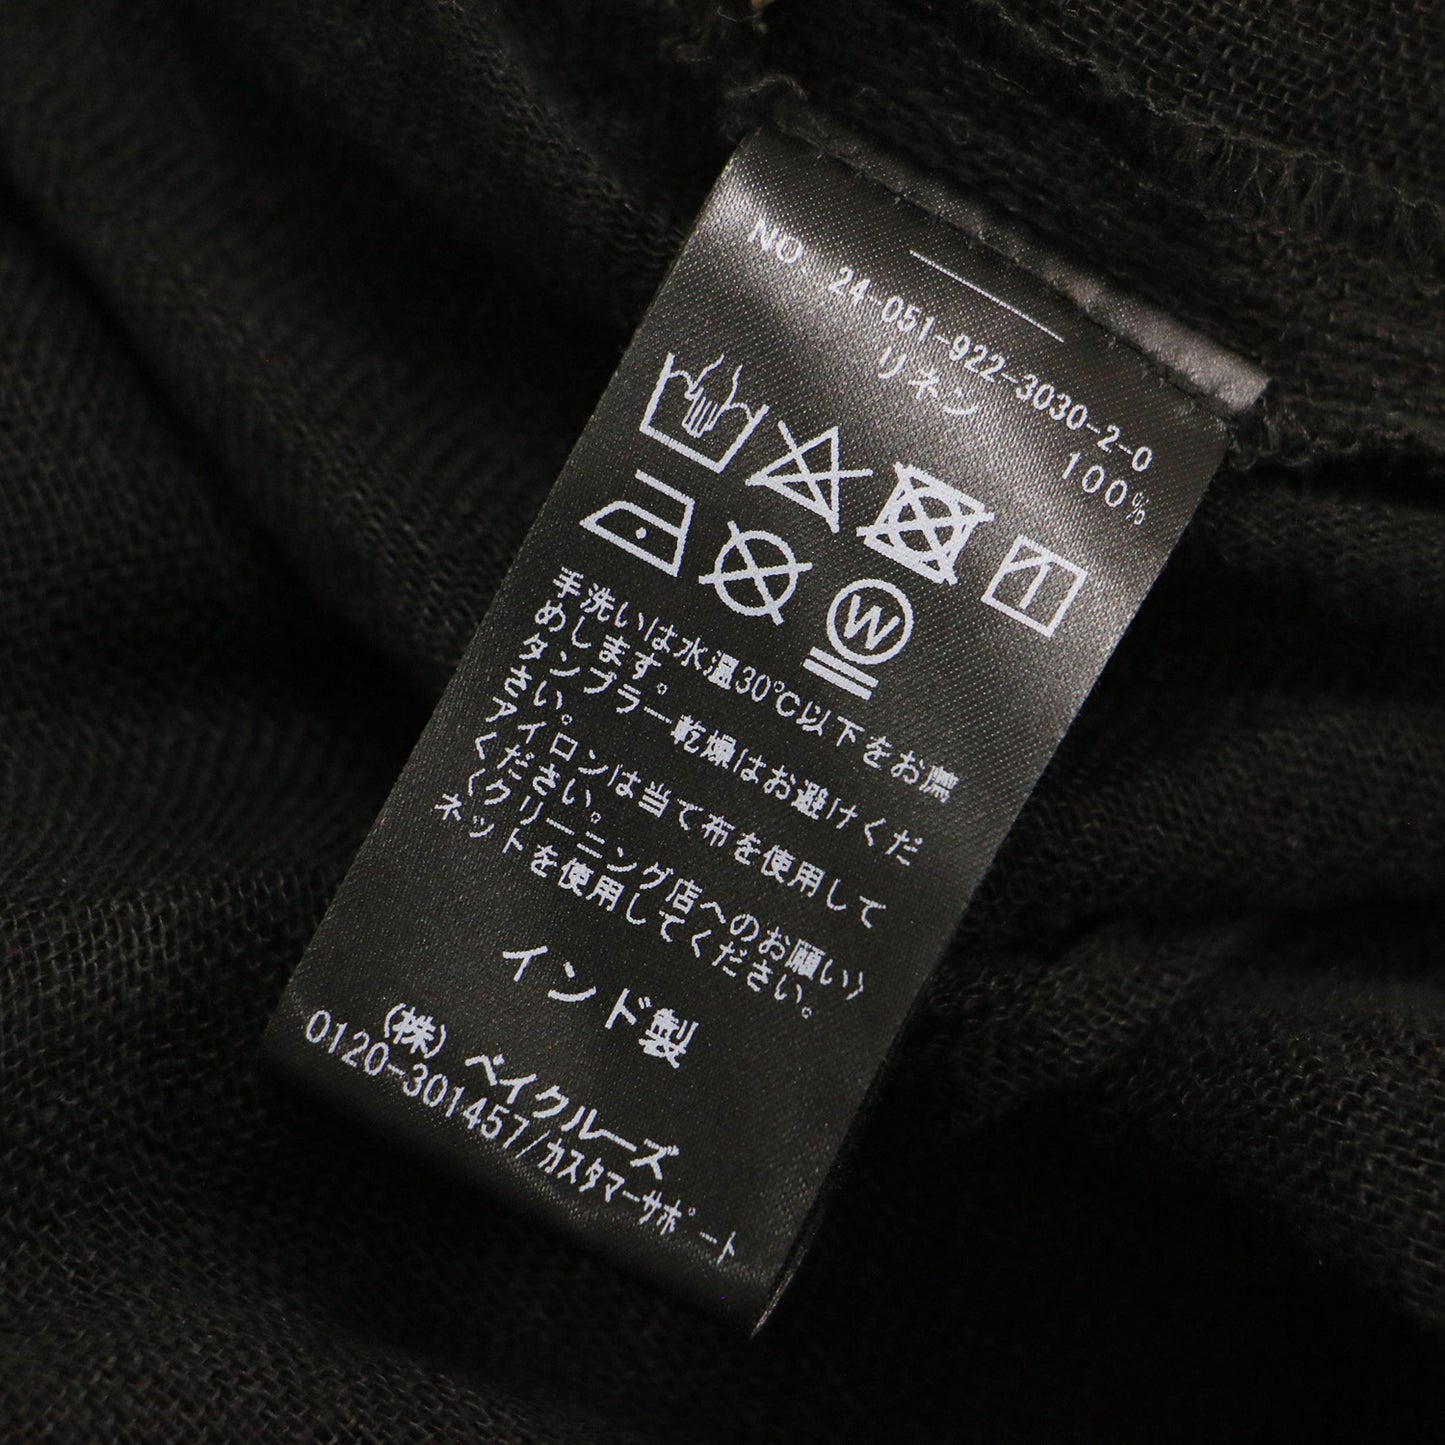 NO. 24-051-922-3030-2-0
リネン 100%
W
手洗いは水温30℃以下をお薦
めします。
タンブラー乾燥はお避けくだ
さい。
アイロンは当て布を使用して
ください。
〈クリーニング店へのお願い〉
ネットを使用してください。
インド製
(株) ベイクルーズ
0120-301457/カスタマーサポート